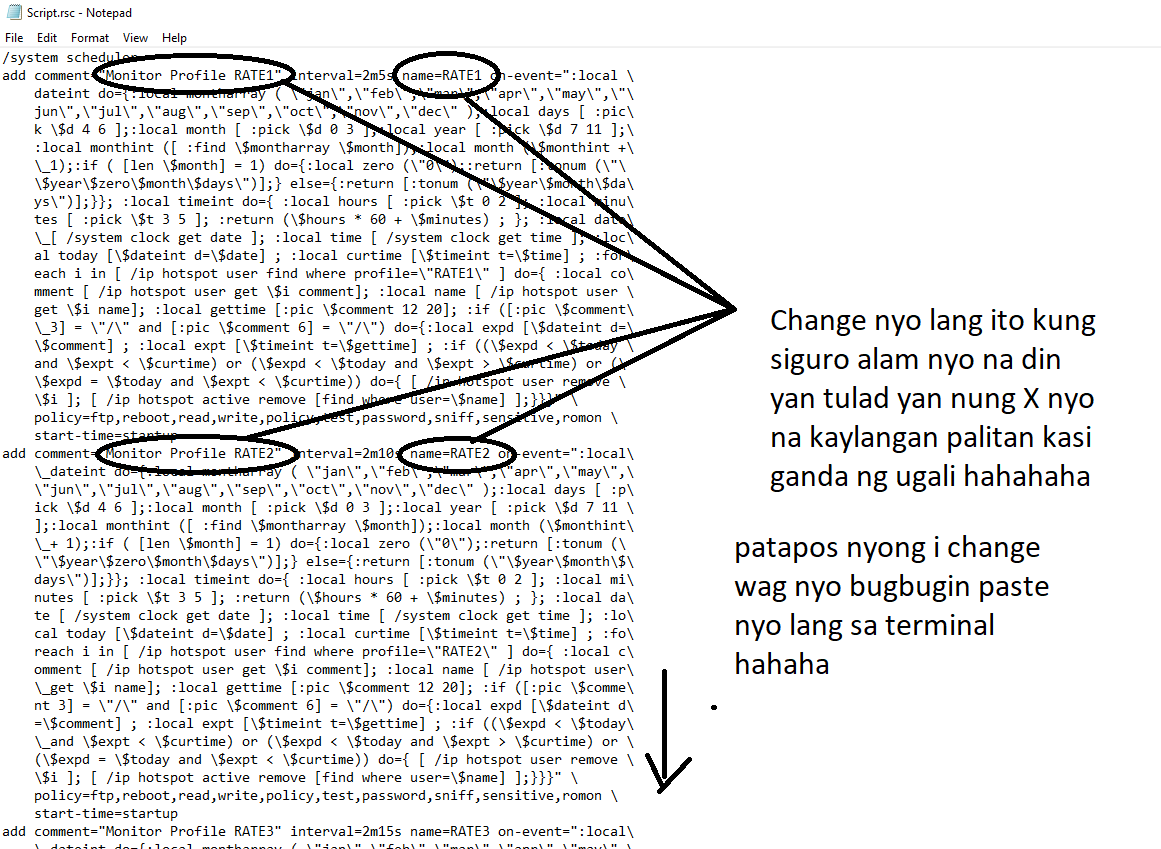 Script.rsc - Notepad
File Edit Format View Help
/system scheduler
add comment="Monitor Profile RATE1" interval=2m5s name=RATE1 on-event=":local \
dateint do={:local montharray ( \"jan\",\"feb\",\"mar\",\"apr\",\"may\",\"\
jun\",\"jul\",\"aug\",\"sep\",\"oct\",\"nov\",\"dec\" );:local days [ :pic\
k \$d 4 6 ];:local month [ :pick \$d 0 3 ];:local year [ :pick \$d 7 11 ];\
:local monthint ([ :find \$montharray \$month]);:local month (\$monthint +\
\_1);:if ( [len \$month] = 1) do={:local zero (\"0\");:return [:tonum (\"\
\$year\$zero\$month\$days\")];} else={:return [:tonum (\"\$year\$month\$da\
ys\")];}}; :local timeint do={ :local hours [ :pick \$t 0 2 ]; :local minu\
tes [ :pick \$t 3 5 ]; :return (\$hours * 60 + \$minutes) ; }; :local date\
\_[ /system clock get date ]; :local time [ /system clock get time ]; :loc\
al today [\$dateint d=\$date] ; :local curtime [\$timeint t=\$time] ; :for\
each i in [ /ip hotspot user find where profile=\"RATE1\" ] do={ :local co\
mment [ /ip hotspot user get \$i comment]; :local name [ /ip hotspot user \
get \$i name]; :local gettime [:pic \$comment 12 20]; :if ([:pic \$comment\
\_3] = \"/\" and [:pic \$comment 6] = \"/\") do={:local expd [\$dateint d=\
\$comment] ; :local expt [\$timeint t=\$gettime] ; :if ((\$expd < \$today \
and \$expt < \$curtime) or (\$expd < \$today and \$expt > \$curtime) or (\
\$expd = \$today and \$expt < \$curtime)) do={ [ /ip hotspot user remove \
\$i ]; [ /ip hotspot active remove [find where user=\$name] ];}}}" \
policy=ftp,reboot,read,write,policy,test,password,sniff,sensitive,romon \
start-time=startup
add comment="Monitor Profile RATE2" interval=2m10s name=RATE2 on-event=":local\
\_dateint do={:local montharray ( \"jan\",\"feb\",\"mar\",\"apr\",\"may\",\
\"jun\",\"jul\",\"aug\",\"sep\",\"oct\",\"nov\",\"dec\" );:local days [ :p\
ick \$d 4 6 ];:local month [ :pick \$d 0 3 ];:local year [ :pick \$d 7 11 \
];:local monthint ([ :find \$montharray \$month]);:local month (\$monthint\
\_+ 1);:if ( [len \$month] = 1) do={:local zero (\"0\");:return [:tonum (\
\"\$year\$zero\$month\$days\")];} else={:return [:tonum (\"\$year\$month\$\
days\")];}}; :local timeint do={ :local hours [ :pick \$t 0 2 ]; :local mi\
nutes [ :pick \$t 3 5 ]; :return (\$hours * 60 + \$minutes) ; }; :local da\
te [ /system clock get date ]; :local time [ /system clock get time ]; :lo\
cal today [\$dateint d=\$date] ; :local curtime [\$timeint t=\$time] ; :fo\
reach i in [ /ip hotspot user find where profile=\"RATE2\" ] do={ :local c\
omment [ /ip hotspot user get \$i comment]; :local name [ /ip hotspot user\
\_get \$i name]; :local gettime [:pic \$comment 12 20]; :if ([:pic \$comme\
nt 3] = \"/\" and [:pic \$comment 6] = \"/\") do={:local expd [\$dateint d\
=\$comment] ; :local expt [\$timeint t=\$gettime] ; :if ((\$expd < \$today\
\_and \$expt < \$curtime) or (\$expd < \$today and \$expt > \$curtime) or \
(\$expd = \$today and \$expt < \$curtime)) do={ [ /ip hotspot user remove \
\$i ]; [ /ip hotspot active remove [find where user=\$name] ];}}}" \
policy=ftp,reboot,read,write,policy,test,password,sniff,sensitive,romon \
start-time=startup
add comment="Monitor Profile RATE3" interval=2m15s name=RATE3 on-event=":local\
\_dateint do={:local montharray ( \"jan\",\"feb\",\"mar\",\"apr\",\"may\",\
Change nyo lang ito kung
siguro alam nyo na din
yan tulad yan nung X nyo
na kaylangan palitan kasi
ganda ng ugali hahahaha
patapos nyong i change
wag nyo bugbugin paste
nyo lang sa terminal
hahaha